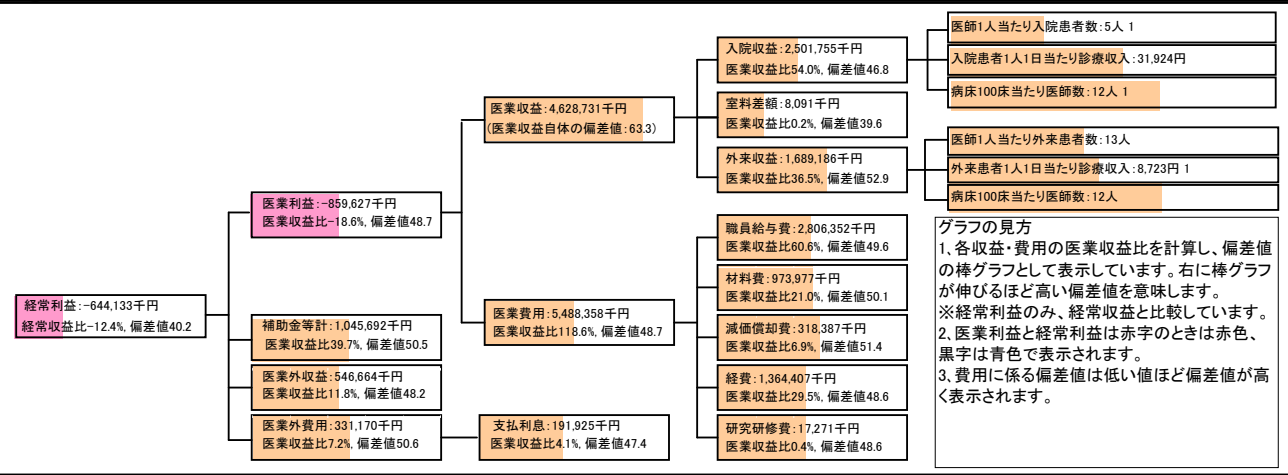 経常利益:-644,133千円
経常収益比-12.4%, 偏差値40.2
医業利益:-859,627千円
医業収益比-18.6%, 偏差値48.7
補助金等計:1,045,692千円
医業収益比39.7%, 偏差値50.5
医業外収益:546,664千円
医業収益比11.8%, 偏差値48.2
医業外費用:331,170千円
医業収益比7.2%, 偏差値50.6
医業収益:4,628,731千円
(医業収益自体の偏差値:63.3)
医業費用:5,488,358千円
医業収益比118.6%, 偏差値48.7
支払利息:191,925千円
医業収益比4.1%, 偏差値47.4
入院収益:2,501,755千円
医業収益比54.0%, 偏差値46.8
室料差額:8,091千円
医業収益比0.2%, 偏差値39.6
外来収益:1,689,186千円
医業収益比36.5%, 偏差値52.9
職員給与費:2,806,352千円
医業収益比60.6%, 偏差値49.6
材料費:973,977千円
医業収益比21.0%, 偏差値50.1
減価償却費:318,387千円
医業収益比6.9%, 偏差値51.4
経費:1,364,407千円
医業収益比29.5%, 偏差値48.6
研究研修費:17,271千円
医業収益比0.4%, 偏差値48.6
医師1人当たり入院患者数:5人 1
入院患者1人1日当たり診療収入:31,924円
病床100床当たり医師数:12人 1
医師1人当たり外来患者数:13人
外来患者1人1日当たり診療収入:8,723円 1
病床100床当たり医師数:12人
グラフの見方
1、各収益・費用の医業収益比を計算し、偏差値
の棒グラフとして表示しています。右に棒グラフ
が伸びるほど高い偏差値を意味します。
※経常利益のみ、経常収益と比較しています。
2、医業利益と経常利益は赤字のときは赤色、
黒字は青色で表示されます。
3、費用に係る偏差値は低い値ほど偏差値が高
く表示されます。